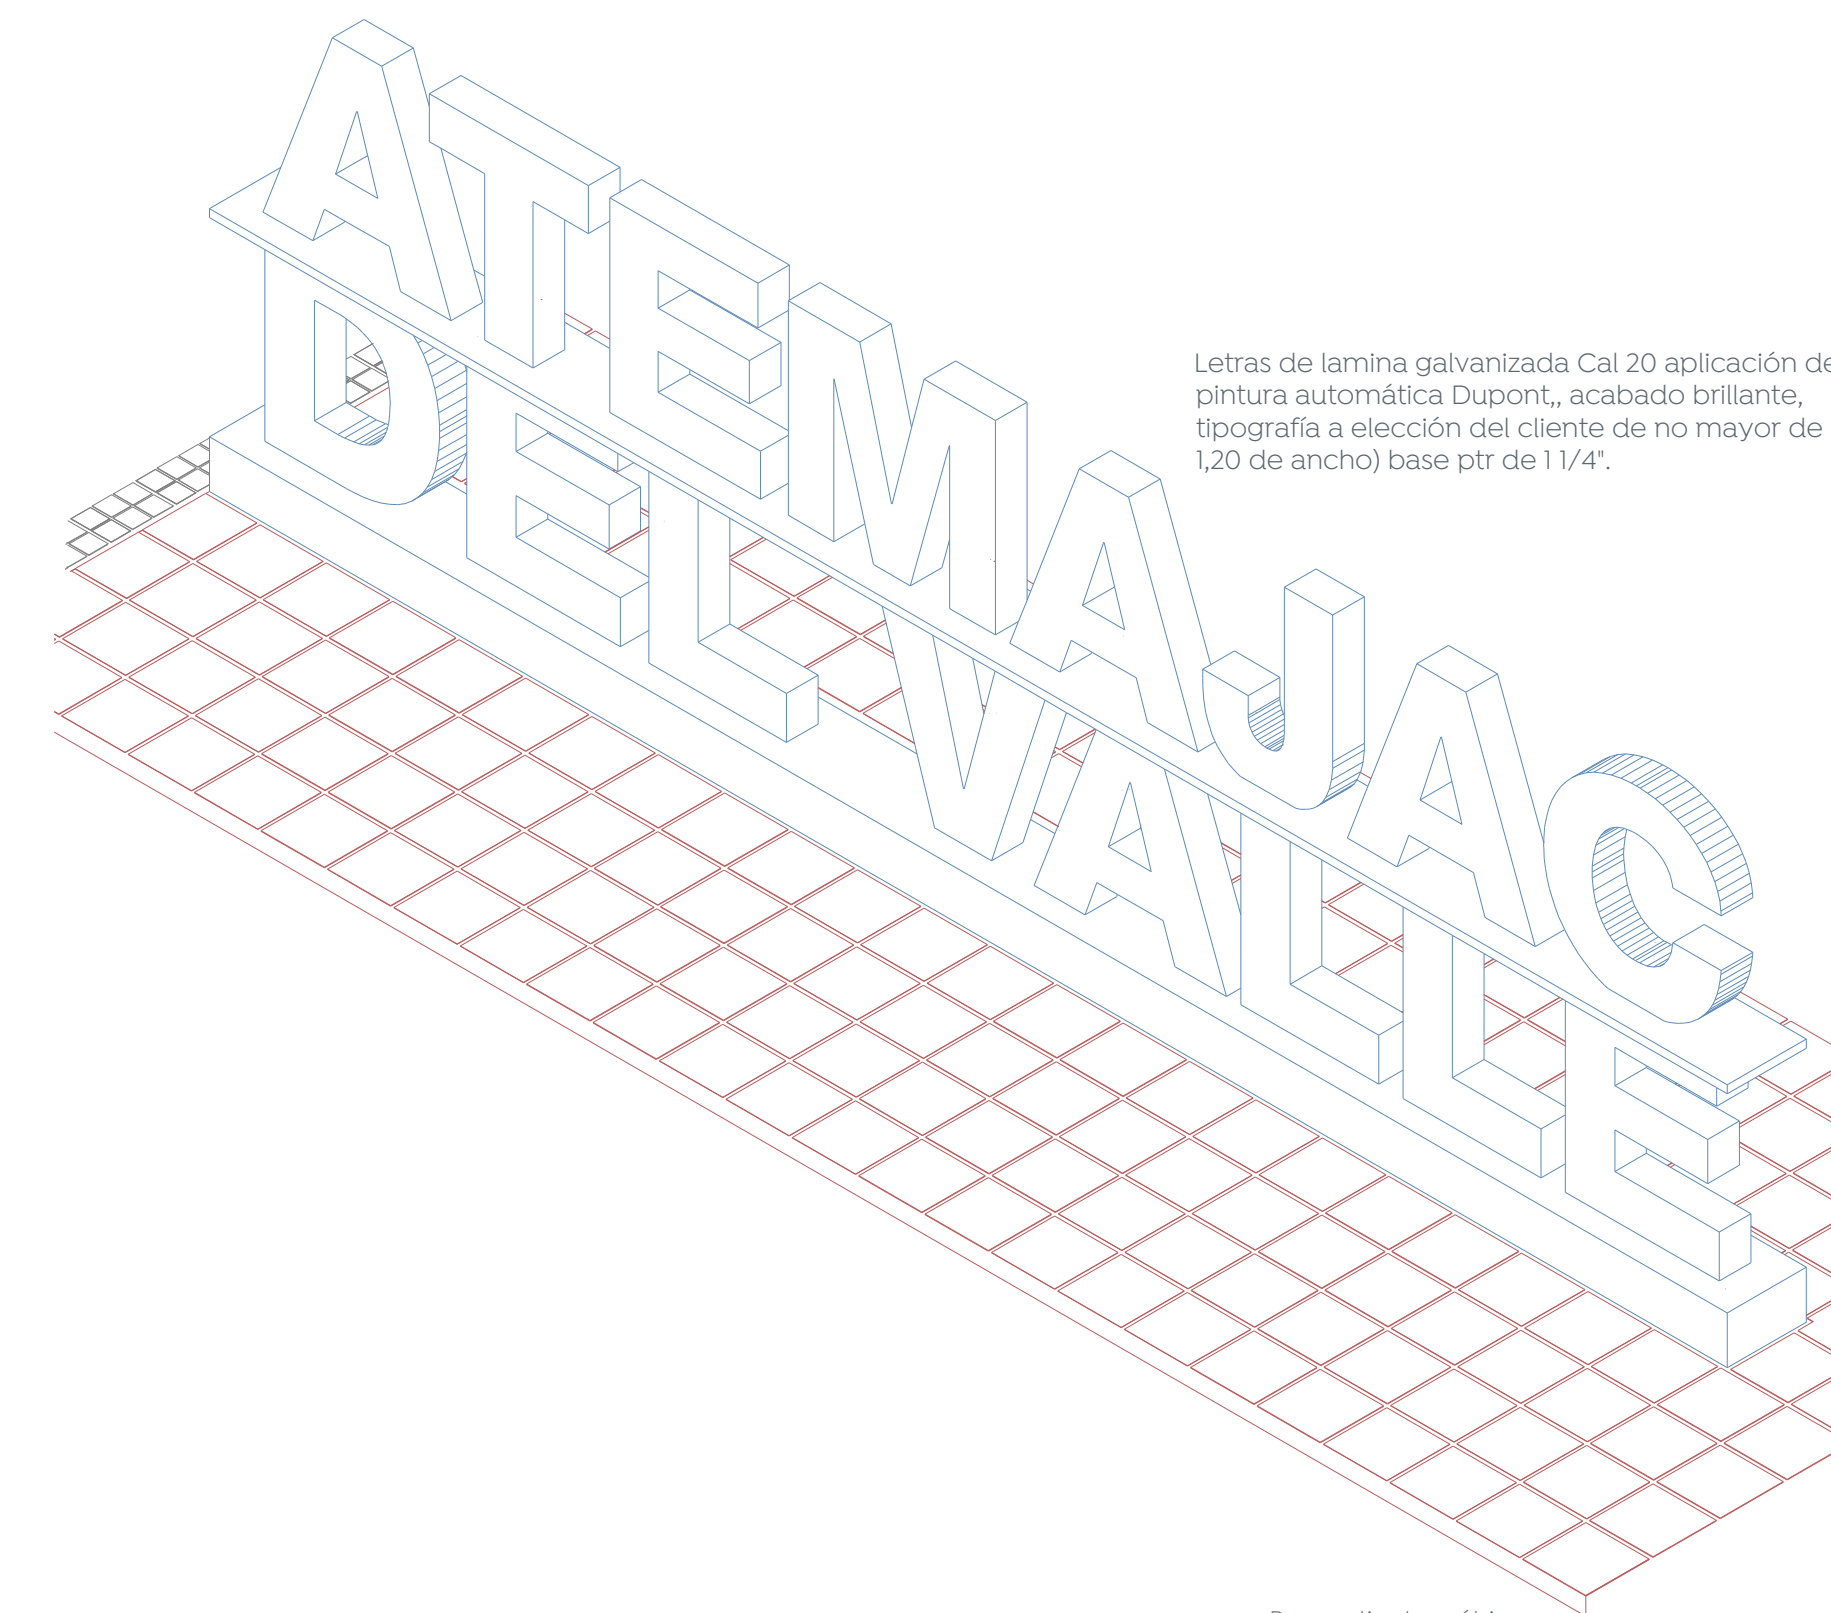 ATEMAJAC
DEL VALLE
Letras de lamina galvanizada Cal 20 aplicación de
pintura automática Dupont,, acabado brillante,
tipografía a elección del cliente de no mayor de
1,20 de ancho) base ptr de 1 1/4".